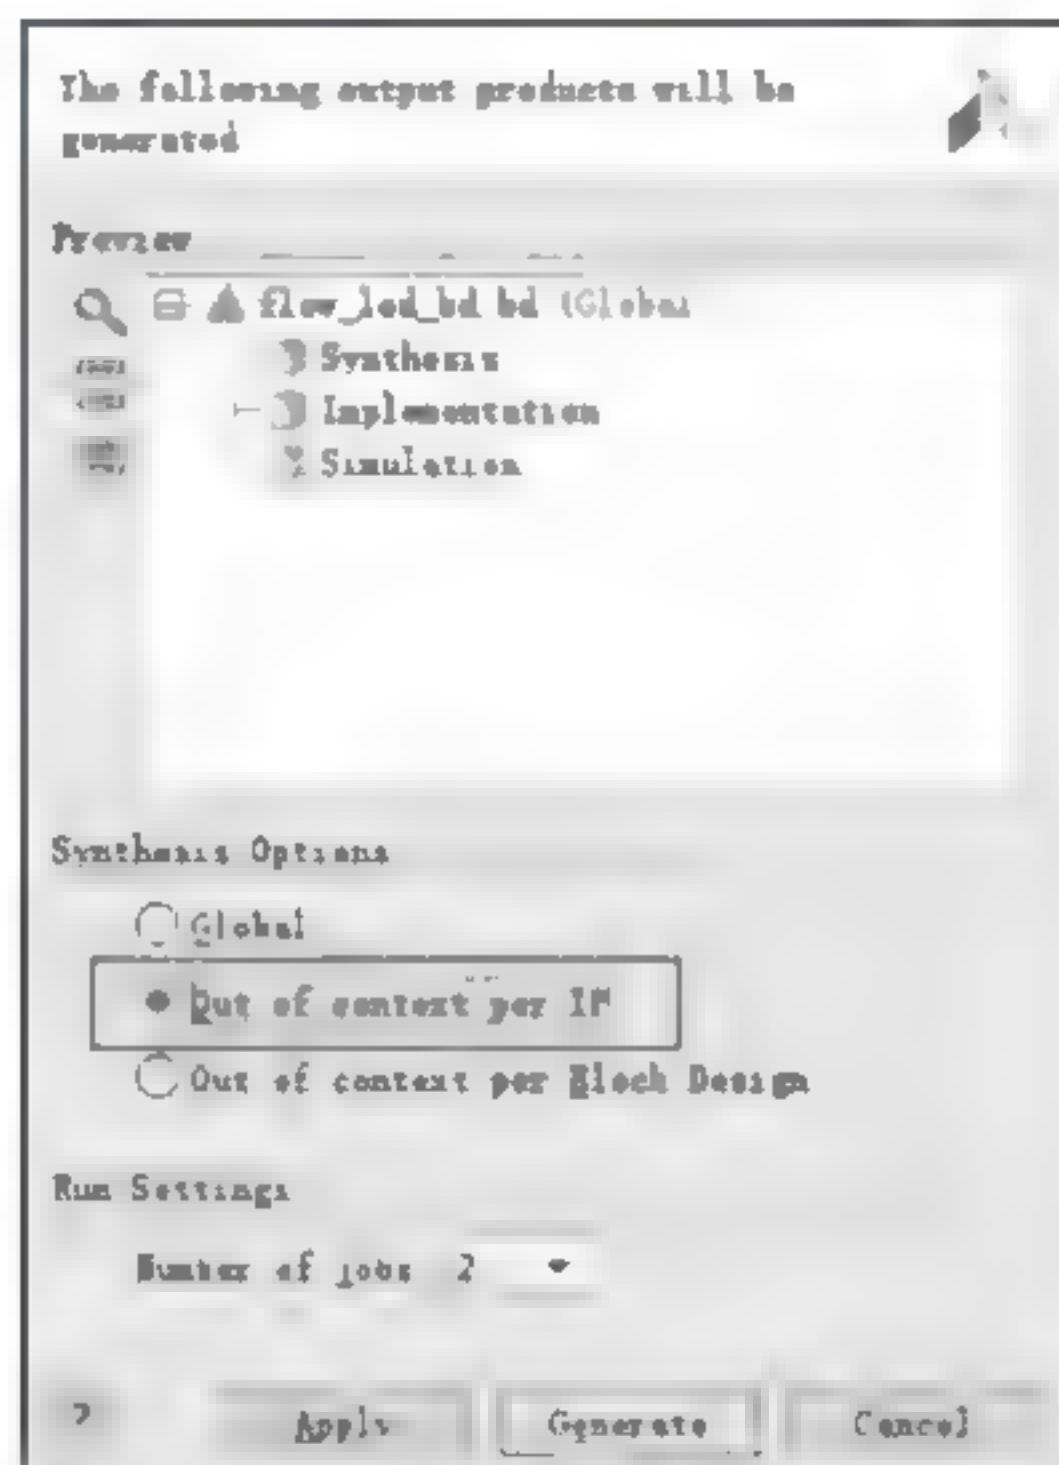 The following output products will be
generated
Preview
flow_led_bd bd (Global
Synthesis
Implementation
Simulation
Synthesis Options
Global
Out of context per IP
Out of context per Block Design
Run Settings
Number of jobs 2
? Apply Generate Cancel